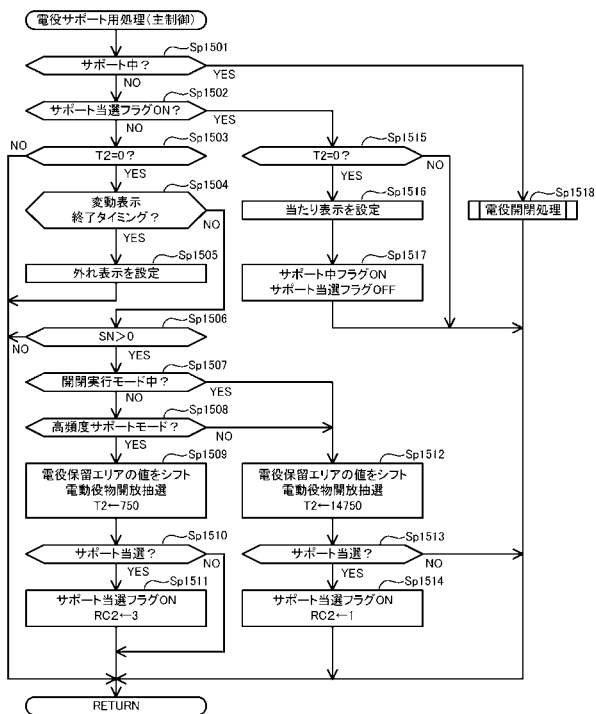 電役サポート用処理(主制御)
Sp1501
サポート中?
YES
NO
Sp1502
サポート当選フラグON?
YES
NO
Sp1503
NO
T2=0?
YES
Sp1504
変動表示
終了タイミング?
NO
YES
Sp1505
外れ表示を設定
Sp1515
T2=0?
NO
YES
Sp1516
当たり表示を設定
Sp1517
サポート中フラグON
サポート当選フラグOFF
Sp1518
電役開閉処理
Sp1506
SN>0
NO
YES
Sp1507
開閉実行モード中?
YES
NO
Sp1508
高頻度サポートモード?
NO
YES
Sp1509
電役保留エリアの値をシフト
電動役物開放抽選
T2←750
Sp1510
サポート当選?
YES
NO
Sp1511
サポート当選フラグON
RC2←3
Sp1512
電役保留エリアの値をシフト
電動役物開放抽選
T2←14750
Sp1513
サポート当選?
NO
YES
Sp1514
サポート当選フラグON
RC2←1
RETURN